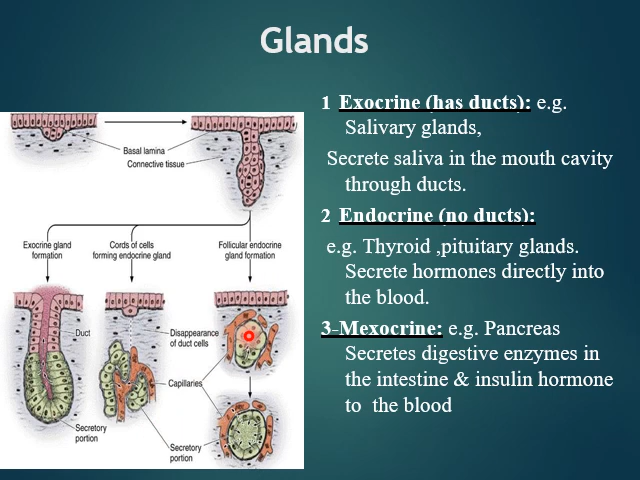 Glands
1 Exocrine (has ducts): e.g.
Salivary glands,
Secrete saliva in the mouth cavity
through ducts.
2 Endocrine (no ducts):
e.g. Thyroid ,pituitary glands.
Secrete hormones directly into
the blood.
3-Mexocrine: e.g. Pancreas
Secretes digestive enzymes in
the intestine & insulin hormone
to the blood
Basal lamina
Connective tissue
Exocrine gland
formation
Cords of cells
forming endocrine gland
Follicular endocrine
gland formation
Duct
Disappearance
of duct cells
Capillaries
Secretory
portion
Secretory
portion